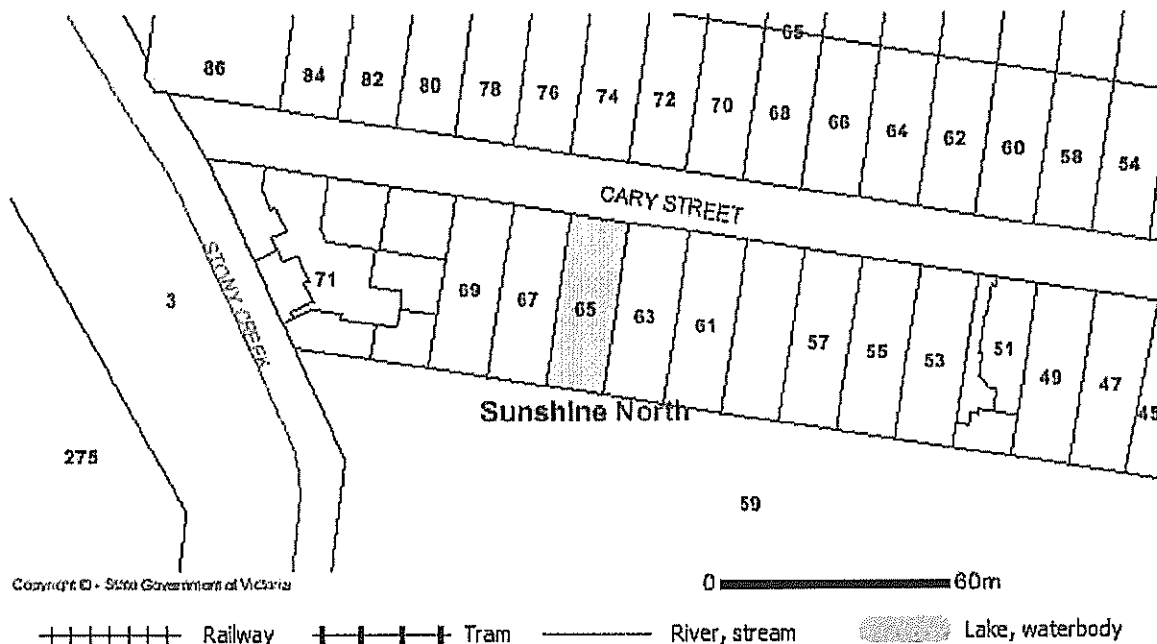 65
86 84 82 80 78 76 74 72 70 68 66 64 62 60 58 54
CARY STREET
STONY CREEK
3
71 69 67 65 63 61 57 55 53 51 49 47 45
Sunshine North
275
59
Copyright © - State Government of Victoria
0 60m
Railway Tram River, stream Lake, waterbody